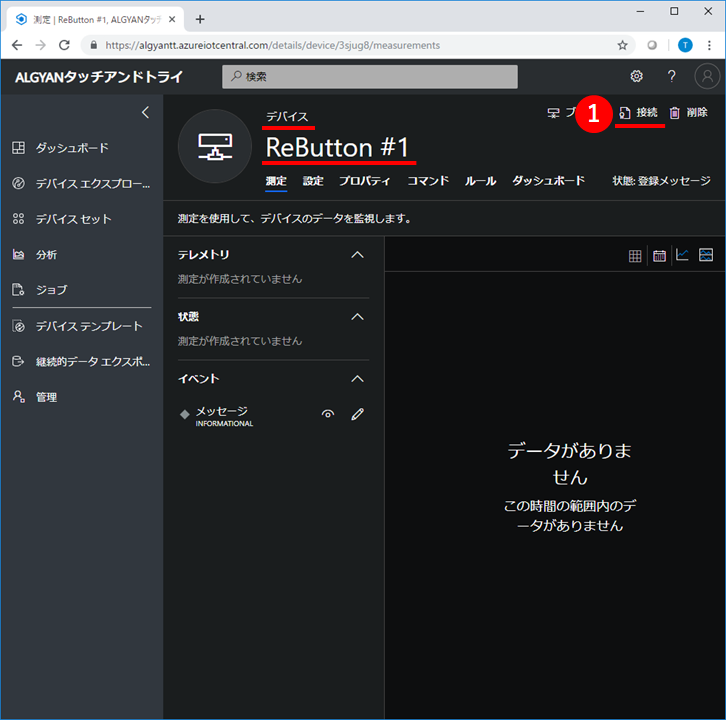 測定 | ReButton #1, ALGYANタッチ
https://algyantt.azureiotcentral.com/details/device/3sjug8/measurements
T
ALGYANタッチアンドトライ
検索
?
デバイス
ReButton #1
1
接続
削除
測定 設定 プロパティ コマンド ルール ダッシュボード 状態: 登録メッセージ
測定を使用して、デバイスのデータを監視します。
ダッシュボード
デバイス エクスプロー...
デバイス セット
分析
ジョブ
デバイス テンプレート
継続的データ エクスポ...
管理
テレメトリ
測定が作成されていません
状態
測定が作成されていません
イベント
メッセージ
INFORMATIONAL
データがありま
せん
この時間の範囲内のデ
ータがありません